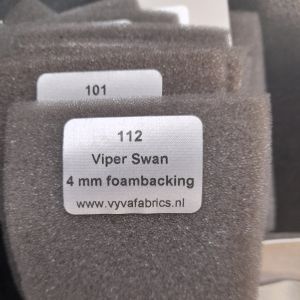 101
112
Viper Swan
4 mm foambacking
www.vyvafabrics.nl